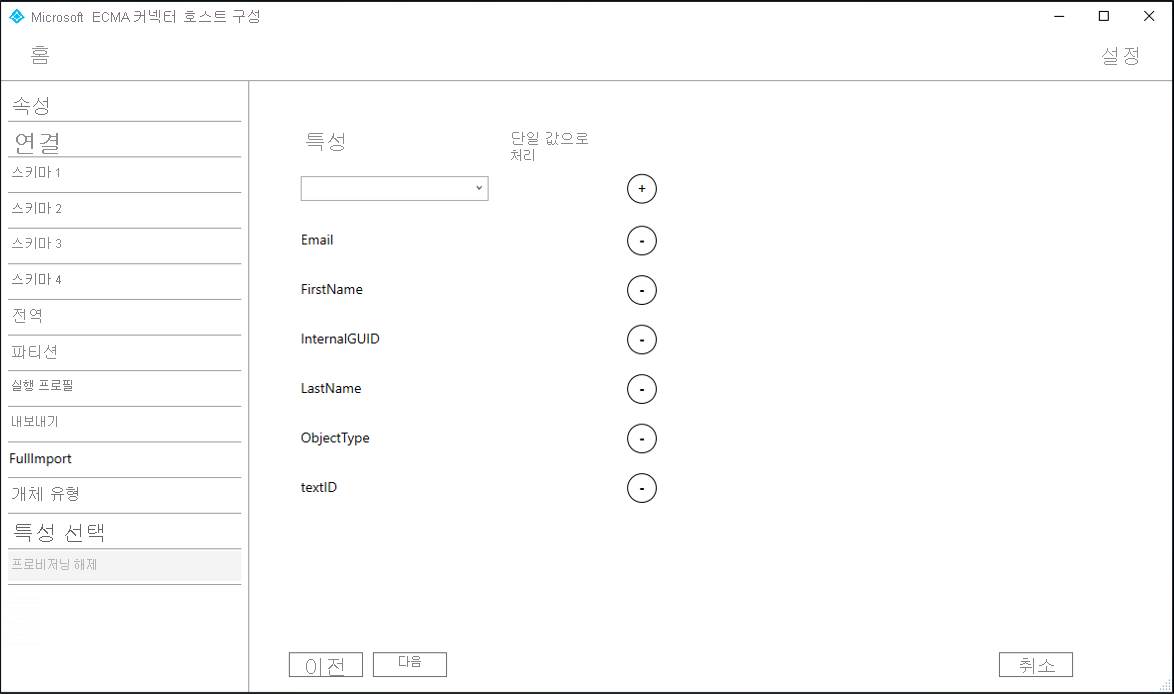 Microsoft ECMA 커넥터 호스트 구성
홈
설정
속성
연결
스키마 1
스키마 2
스키마 3
스키마 4
전역
파티션
실행 프로필
내보내기
FullImport
개체 유형
특성 선택
프로비저닝 해제
특성
단일 값으로
처리
+
Email
-
FirstName
-
InternalGUID
-
LastName
-
ObjectType
-
textID
-
이전
다음
취소